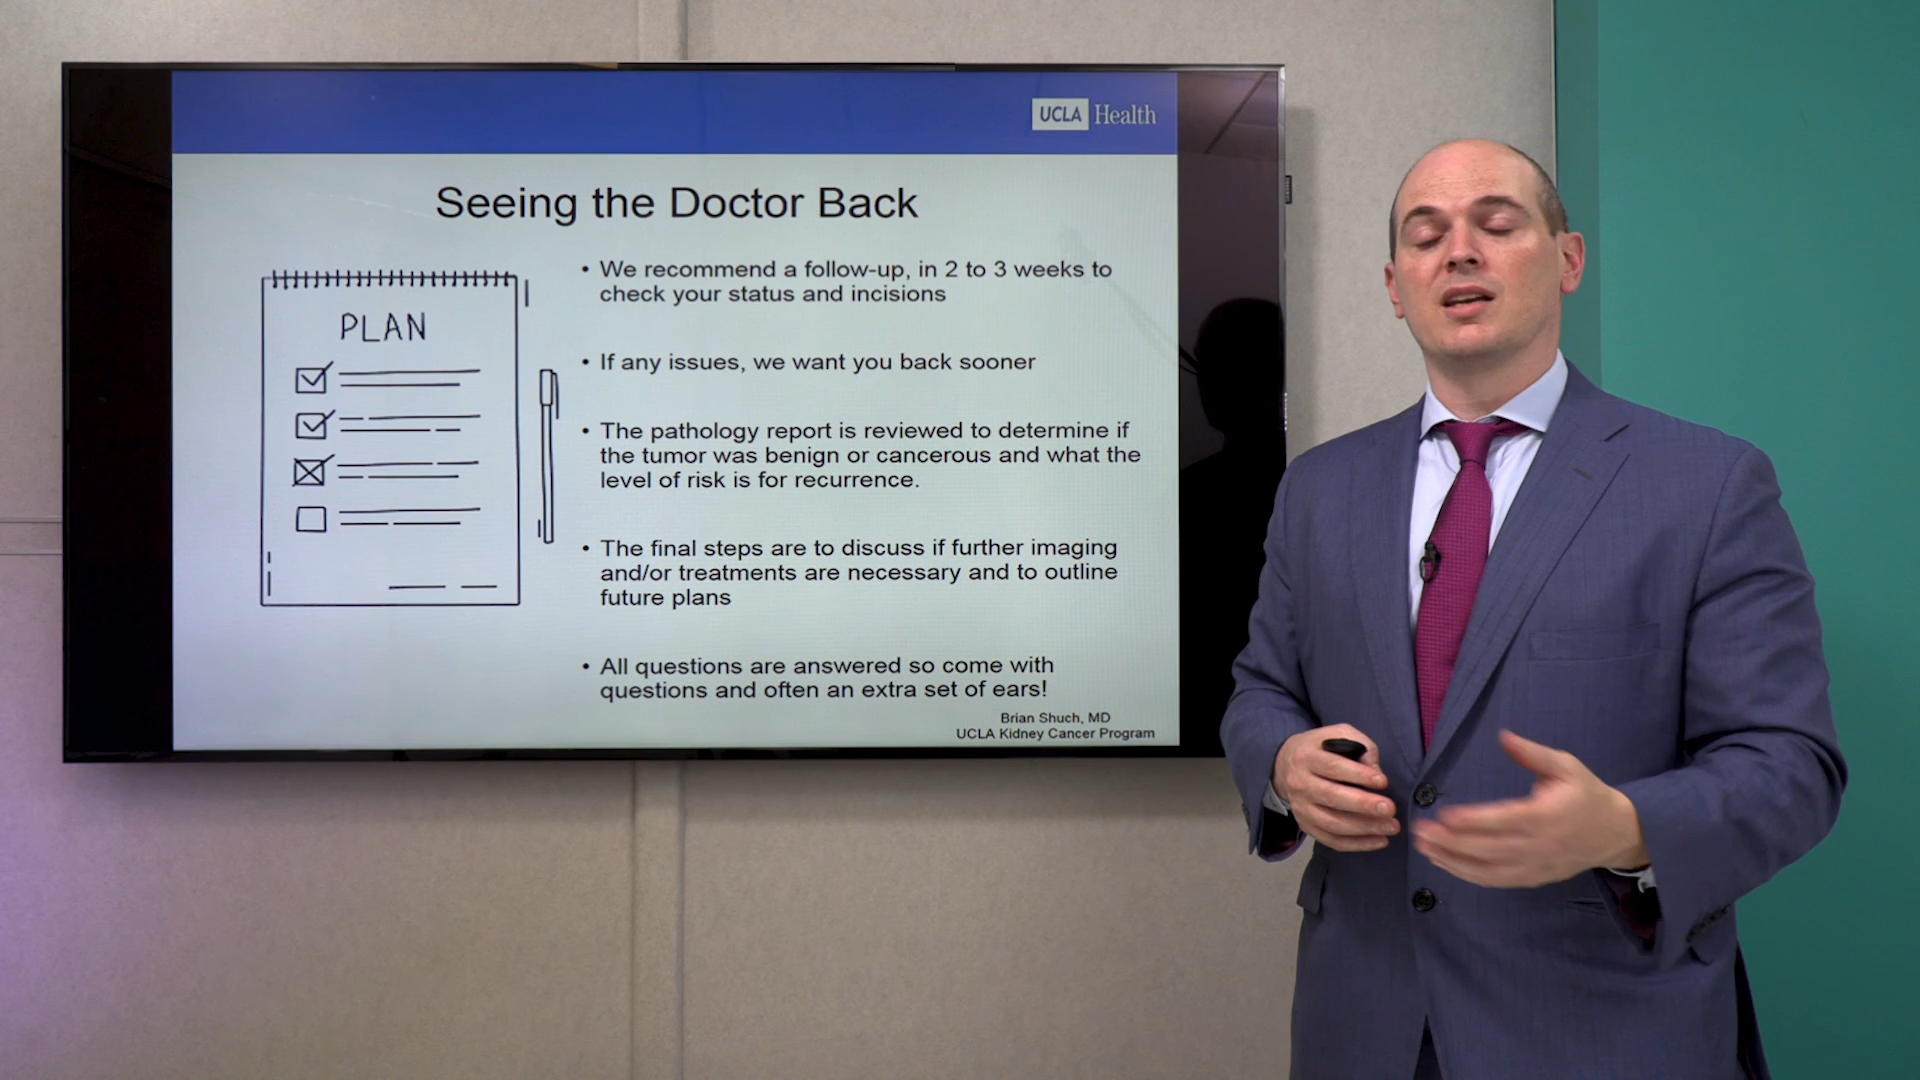 UCLA Health
Seeing the Doctor Back
PLAN
• We recommend a follow-up, in 2 to 3 weeks to
check your status and incisions
• If any issues, we want you back sooner
• The pathology report is reviewed to determine if
the tumor was benign or cancerous and what the
level of risk is for recurrence.
• The final steps are to discuss if further imaging
and/or treatments are necessary and to outline
future plans
• All questions are answered so come with
questions and often an extra set of ears!
Brian Shuch, MD
UCLA Kidney Cancer Program